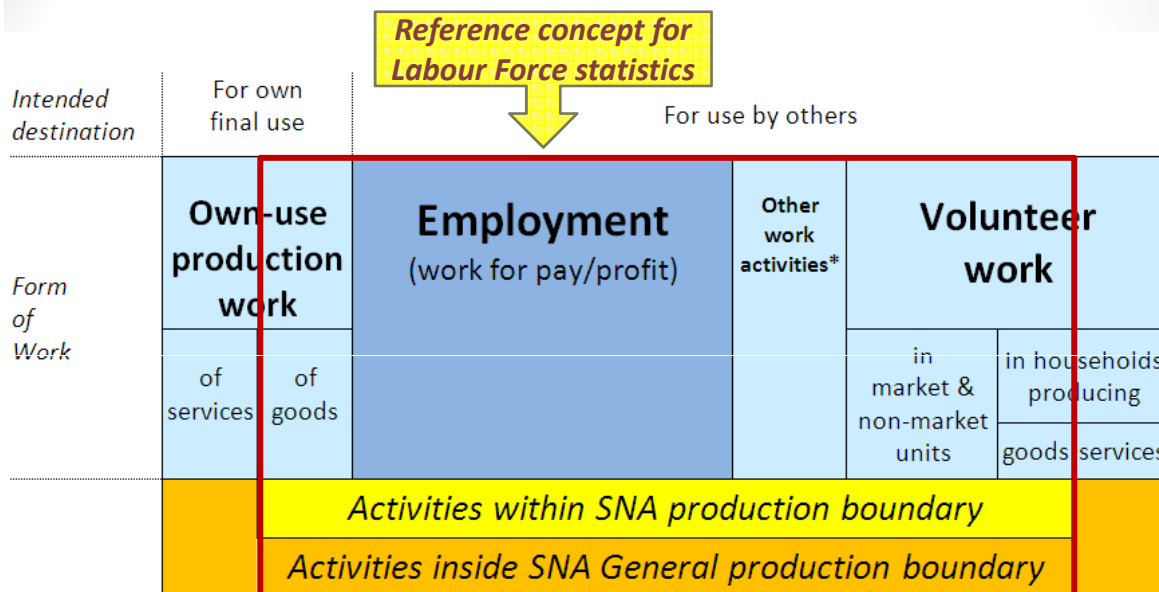 Reference concept for
Labour Force statistics
Intended
destination
For own
final use
For use by others
Form
of
Work
Own-use
production
work
of
services
of
goods
Employment
(work for pay/profit)
Other
work
activities*
Volunteer
work
in
market &
non-market
units
in households
producing
goods
services
Activities within SNA production boundary
Activities inside SNA General production boundary